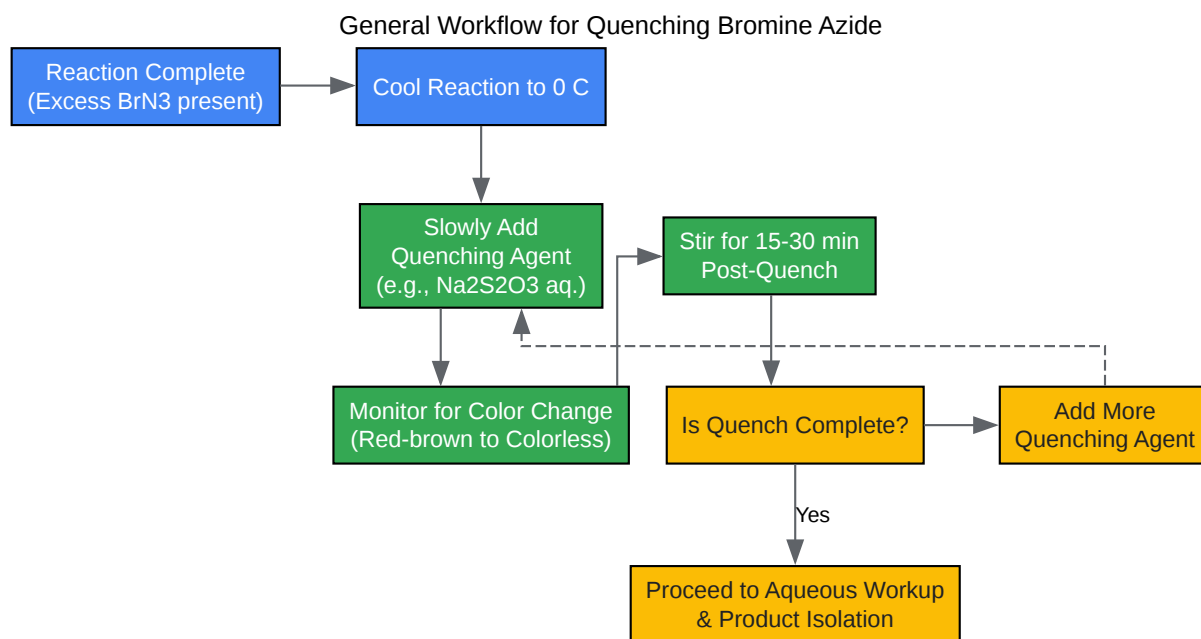 General Workflow for Quenching Bromine Azide
Reaction Complete
(Excess BrN3 present)
Cool Reaction to 0 C
Slowly Add
Quenching Agent
(e.g., Na2S2O3 aq.)
Stir for 15-30 min
Post-Quench
Monitor for Color Change
(Red-brown to Colorless)
Is Quench Complete?
Add More
Quenching Agent
Yes
Proceed to Aqueous Workup
& Product Isolation